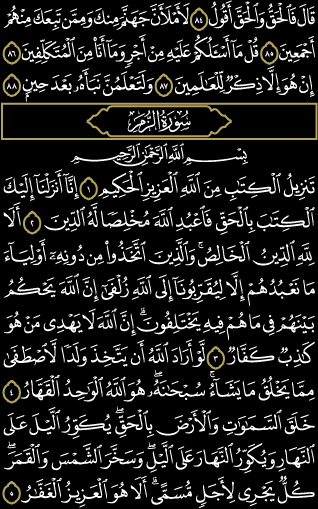 قَالَ فَٱلْحَقُّ وَٱلْحَقَّ أَقُولُ ٨٤ لَأَمْلَأَنَّ جَهَنَّمَ مِنكَ وَمِمَّن تَبِعَكَ مِنْهُمْ
أَجْمَعِينَ ٨٥ قُلْ مَآ أَسْـَٔلُكُمْ عَلَيْهِ مِنْ أَجْرٍ وَمَآ أَنَا۠ مِنَ ٱلْمُتَكَلِّفِينَ ٨٦
إِنْ هُوَ إِلَّا ذِكْرٌ لِّلْعَـٰلَمِينَ ٨٧ وَلَتَعْلَمُنَّ نَبَأَهُۥ بَعْدَ حِينٍۭ ٨٨
سُورَةُ الزُّمَرِ
بِسْمِ ٱللَّهِ ٱلرَّحْمَـٰنِ ٱلرَّحِيمِ
تَنزِيلُ ٱلْكِتَـٰبِ مِنَ ٱللَّهِ ٱلْعَزِيزِ ٱلْحَكِيمِ ١ إِنَّآ أَنزَلْنَآ إِلَيْكَ
ٱلْكِتَـٰبَ بِٱلْحَقِّ فَٱعْبُدِ ٱللَّهَ مُخْلِصًا لَّهُ ٱلدِّينَ ٢ أَلَا
لِلَّهِ ٱلدِّينُ ٱلْخَالِصُ ۚ وَٱلَّذِينَ ٱتَّخَذُوا۟ مِن دُونِهِۦٓ أَوْلِيَآءَ
مَا نَعْبُدُهُمْ إِلَّا لِيُقَرِّبُونَآ إِلَى ٱللَّهِ زُلْفَىٰٓ إِنَّ ٱللَّهَ يَحْكُمُ
بَيْنَهُمْ فِى مَا هُمْ فِيهِ يَخْتَلِفُونَ ۗ إِنَّ ٱللَّهَ لَا يَهْدِى مَنْ هُوَ
كَـٰذِبٌ كَفَّارٌ ٣ لَّوْ أَرَادَ ٱللَّهُ أَن يَتَّخِذَ وَلَدًا لَّٱصْطَفَىٰ
مِمَّا يَخْلُقُ مَا يَشَآءُ ۚ سُبْحَـٰنَهُۥ ۖ هُوَ ٱللَّهُ ٱلْوَٰحِدُ ٱلْقَهَّارُ ٤
خَلَقَ ٱلسَّمَـٰوَٰتِ وَٱلْأَرْضَ بِٱلْحَقِّ ۖ يُكَوِّرُ ٱلَّيْلَ عَلَى
ٱلنَّهَارِ وَيُكَوِّرُ ٱلنَّهَارَ عَلَى ٱلَّيْلِ ۖ وَسَخَّرَ ٱلشَّمْسَ وَٱلْقَمَرَ ۖ
كُلٌّ يَجْرِى لِأَجَلٍ مُّسَمًّى ۗ أَلَا هُوَ ٱلْعَزِيزُ ٱلْغَفَّـٰرُ ٥